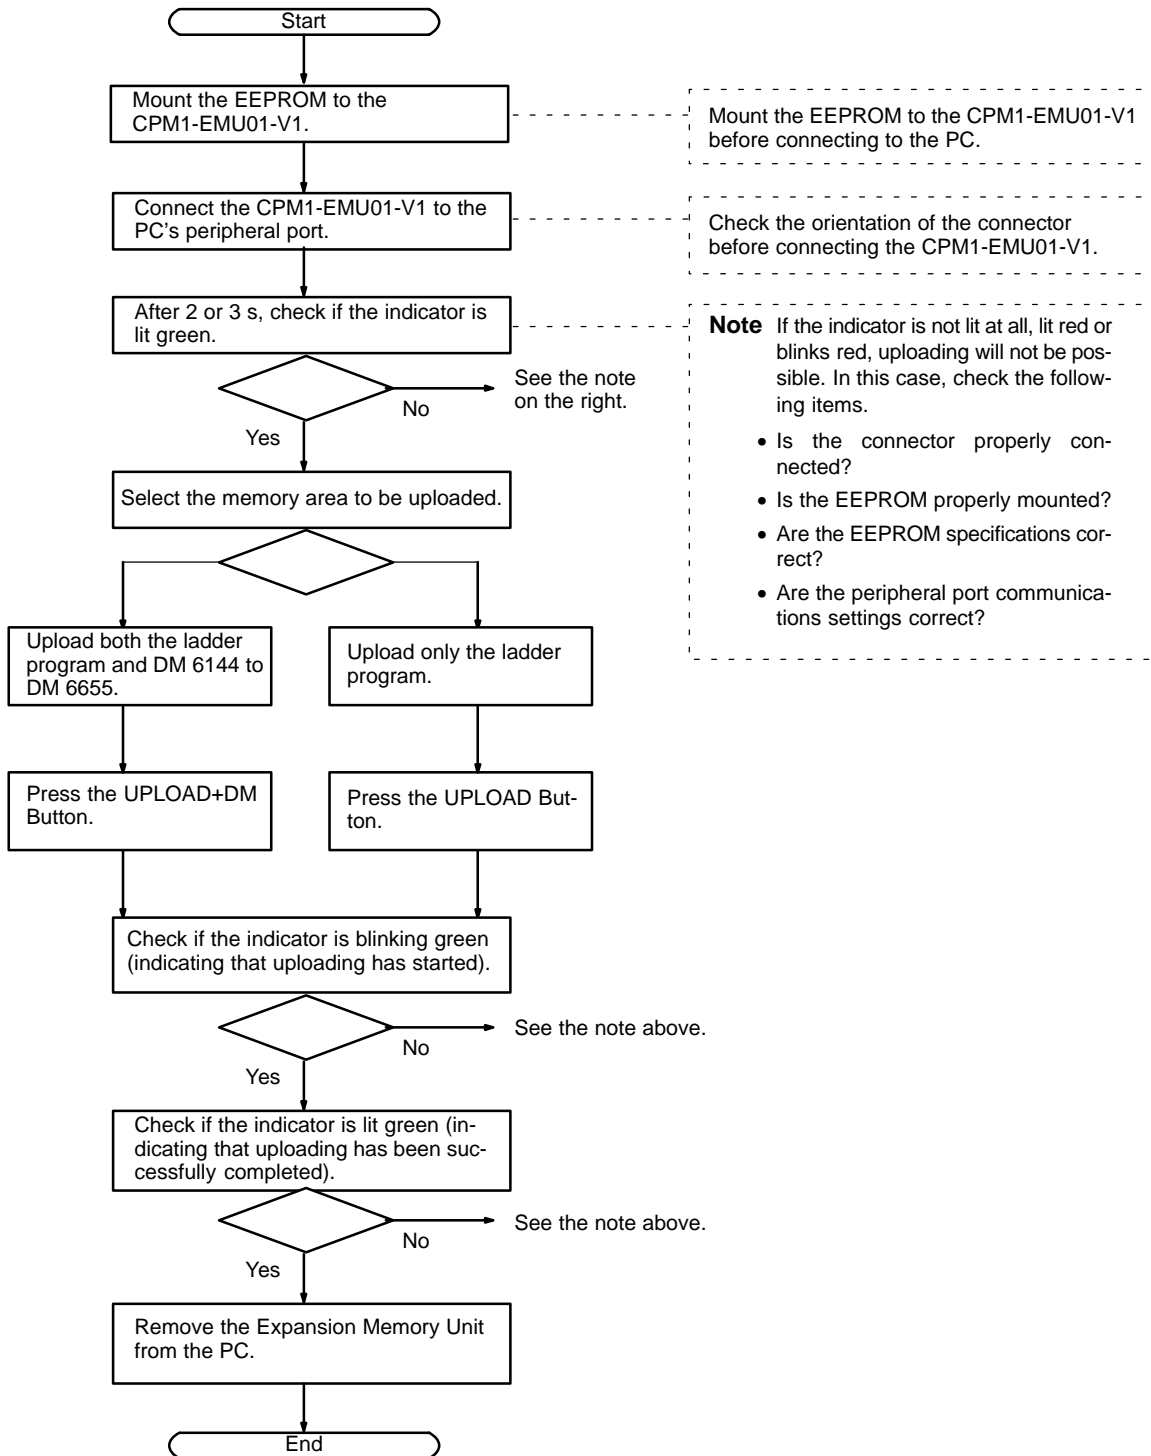 Start
Mount the EEPROM to the
CPM1-EMU01-V1.
Mount the EEPROM to the CPM1-EMU01-V1
before connecting to the PC.
Connect the CPM1-EMU01-V1 to the
PC's peripheral port.
Check the orientation of the connector
before connecting the CPM1-EMU01-V1.
After 2 or 3 s, check if the indicator is
lit green.
Note If the indicator is not lit at all, lit red or
blinks red, uploading will not be pos-
sible. In this case, check the follow-
ing items.
• Is the connector properly con-
nected?
• Is the EEPROM properly mounted?
• Are the EEPROM specifications cor-
rect?
• Are the peripheral port communica-
tions settings correct?
No
See the note
on the right.
Yes
Select the memory area to be uploaded.
Upload both the ladder
program and DM 6144 to
DM 6655.
Upload only the ladder
program.
Press the UPLOAD+DM
Button.
Press the UPLOAD But-
ton.
Check if the indicator is blinking green
(indicating that uploading has started).
No
See the note above.
Yes
Check if the indicator is lit green (in-
dicating that uploading has been suc-
cessfully completed).
No
See the note above.
Yes
Remove the Expansion Memory Unit
from the PC.
End